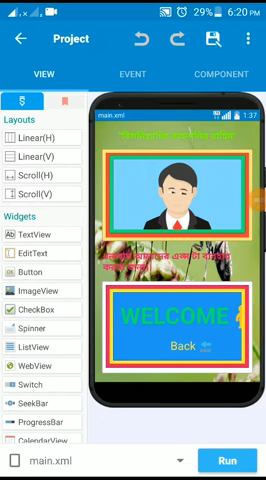 29% 6:20 PM
Project
VIEW EVENT COMPONENT
Layouts
Linear(H)
Linear(V)
Scroll(H)
Scroll(V)
Widgets
Ab TextView
EditText
Button
ImageView
CheckBox
Spinner
ListView
WebView
Switch
SeekBar
ProgressBar
CalendarView
main.xml 1:37
WELCOME
Back
main.xml Run